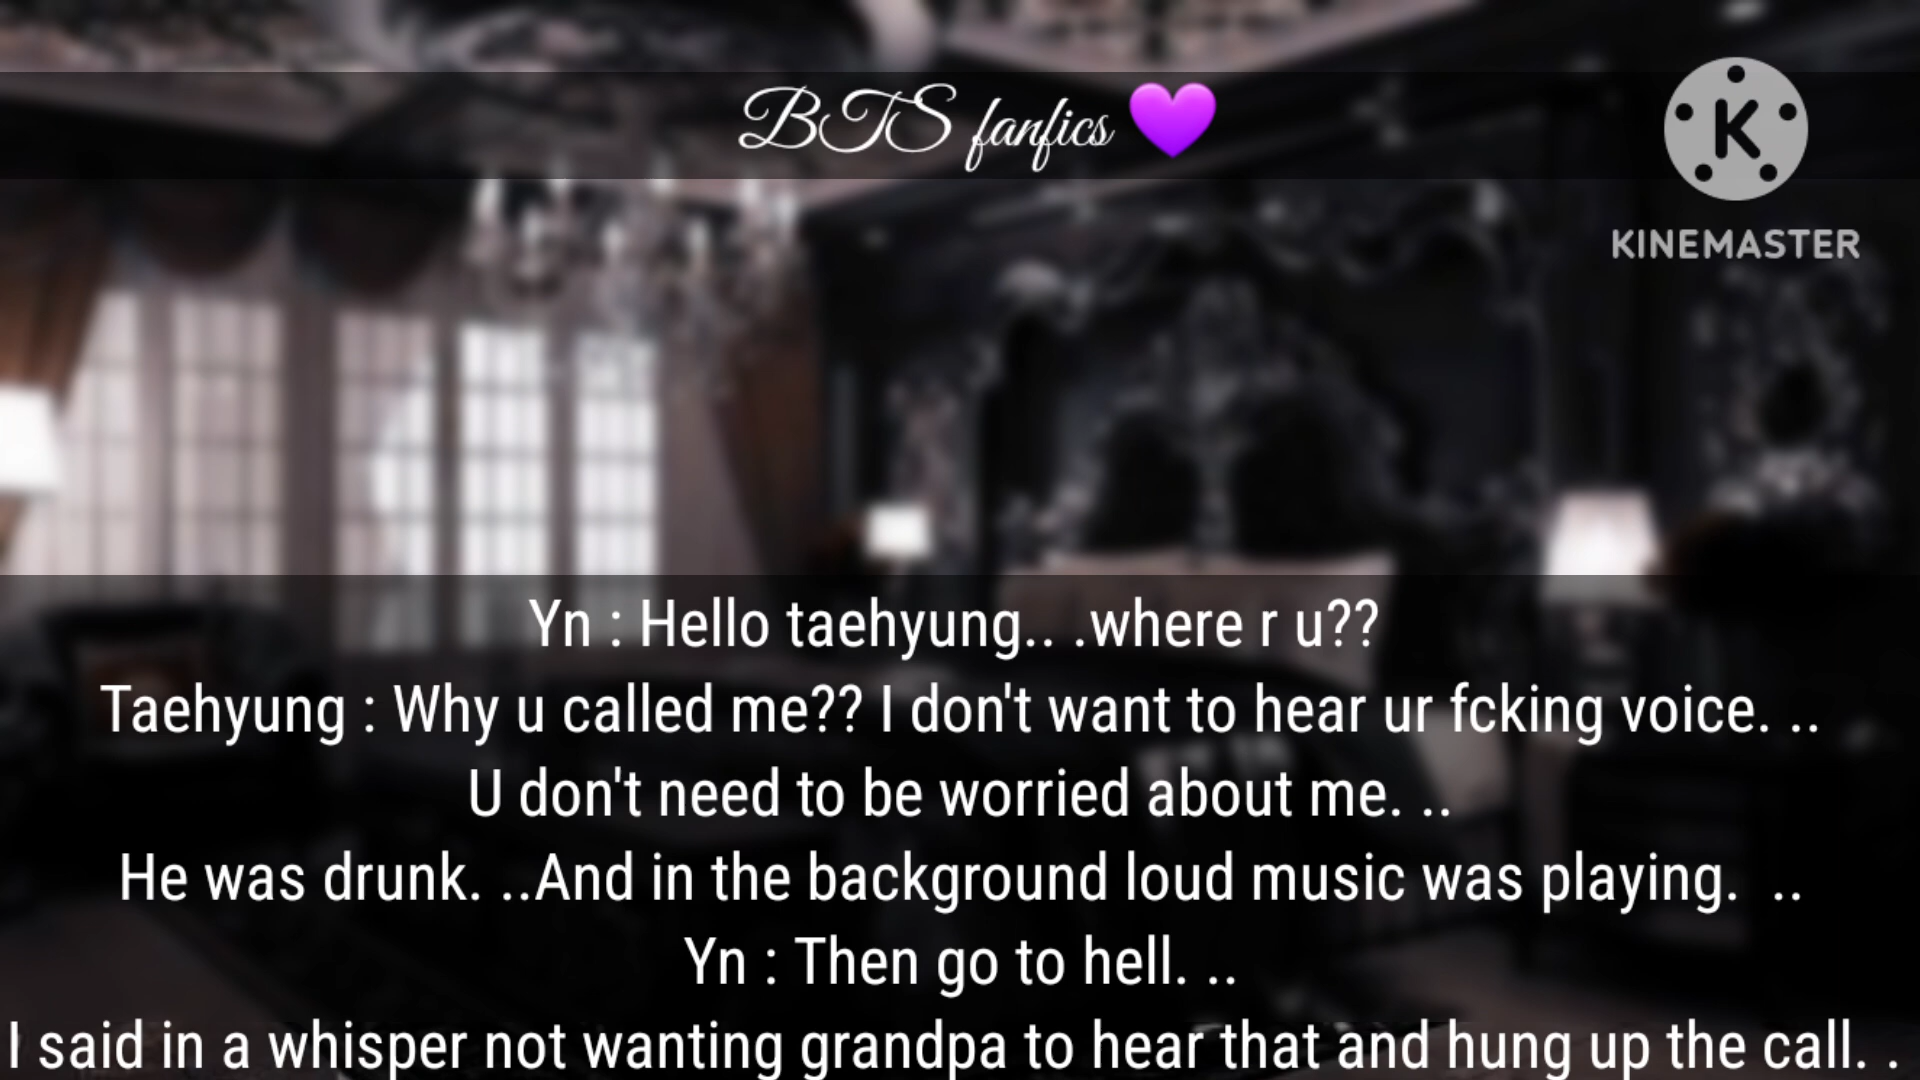 BTS fanfics 💜
K
KINEMASTER
Yn : Hello taehyung.. .where r u??
Taehyung : Why u called me?? I don't want to hear ur fcking voice. ..
U don't need to be worried about me. ..
He was drunk. ..And in the background loud music was playing.  ..
Yn : Then go to hell. ..
I said in a whisper not wanting grandpa to hear that and hung up the call. .